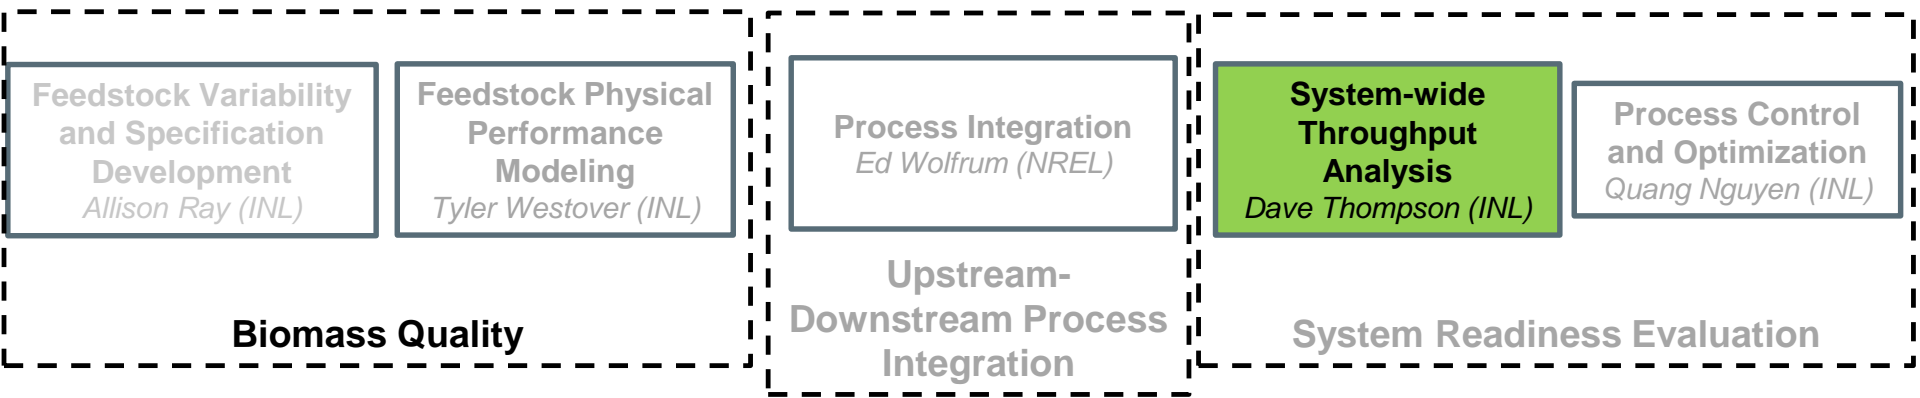 Feedstock Variability
and Specification
Development
Allison Ray (INL)
Feedstock Physical
Performance
Modeling
Tyler Westover (INL)
Biomass Quality
Process Integration
Ed Wolfrum (NREL)
Upstream-
Downstream Process
Integration
System-wide
Throughput
Analysis
Dave Thompson (INL)
Process Control
and Optimization
Quang Nguyen (INL)
System Readiness Evaluation